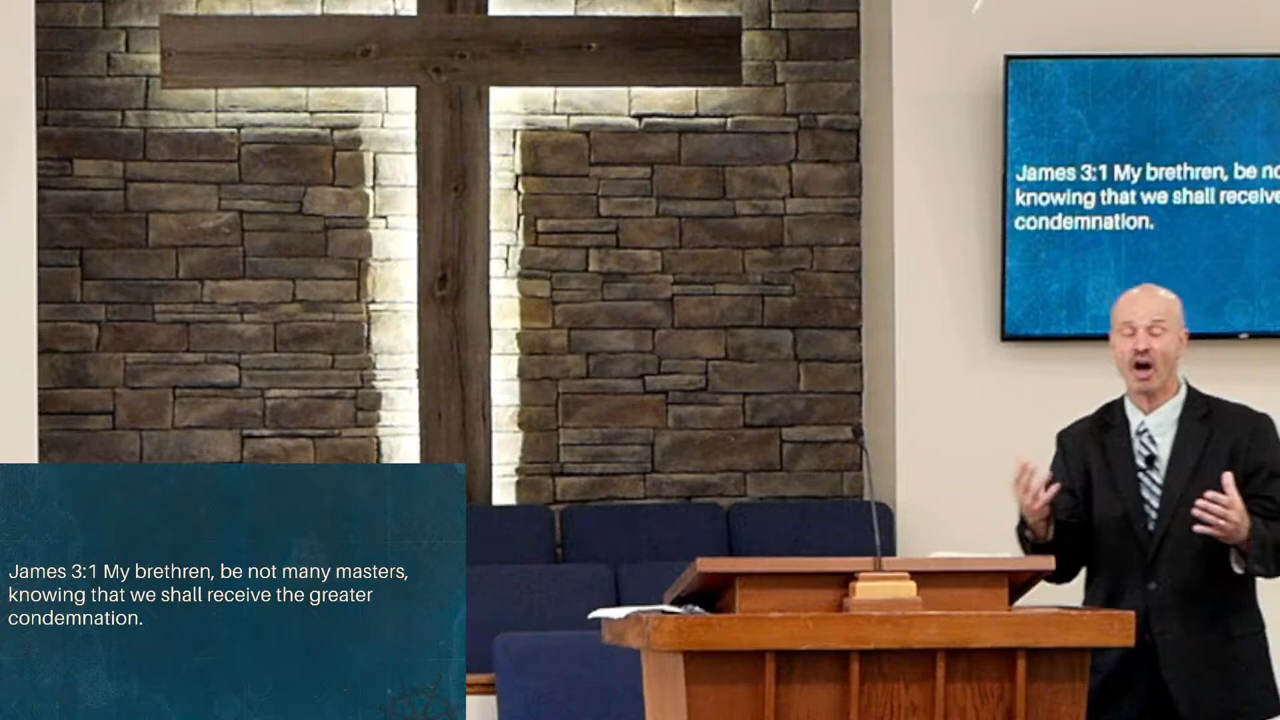 James 3:1 My brethren, be no
knowing that we shall receive
condemnation.
James 3:1 My brethren, be not many masters,
knowing that we shall receive the greater
condemnation.